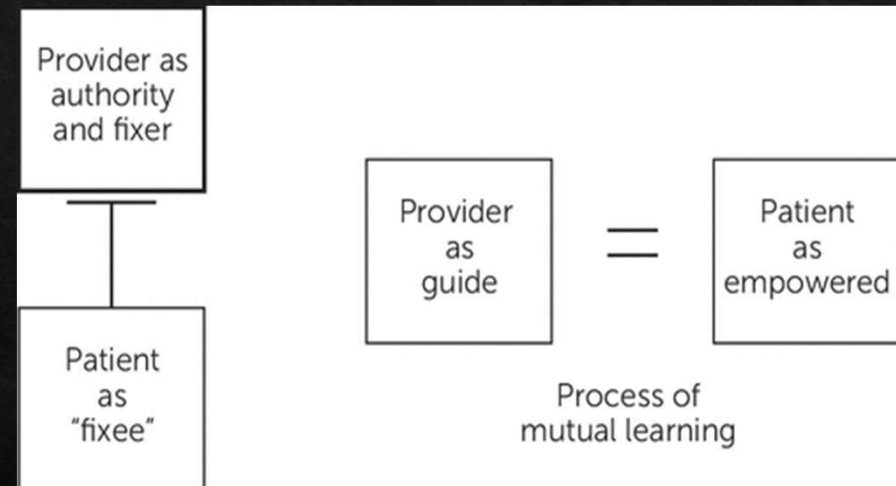 Provider as
authority
and fixer
Patient
as
“fixee”
Provider
as
guide
=
Patient
as
empowered
Process of
mutual learning